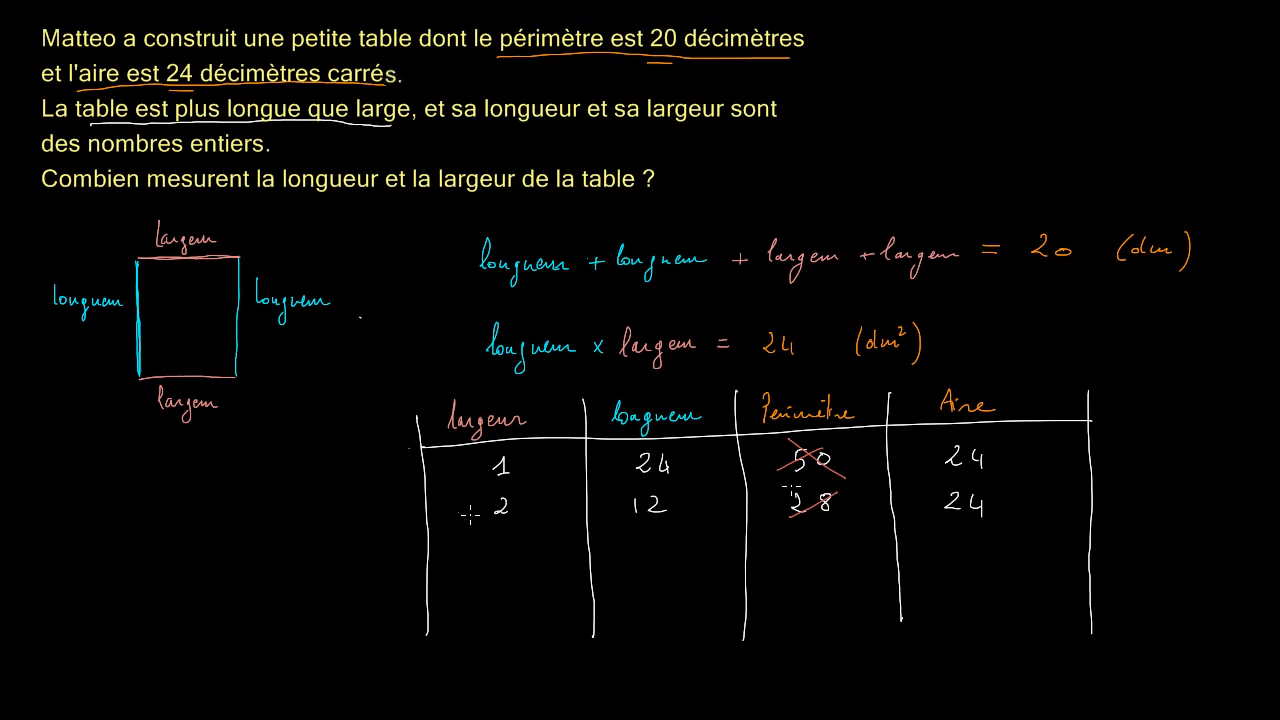 Matteo a construit une petite table dont le périmètre est 20 décimètres
et l'aire est 24 décimètres carrés.
La table est plus longue que large, et sa longueur et sa largeur sont
des nombres entiers.
Combien mesurent la longueur et la largeur de la table ?
largeur
longueur longueur
largeur
longueur + longueur + largeur + largeur = 20 (dm)
longueur x largeur = 24 (dm²)
largeur longueur Périmètre Aire
1 24 50 24
2 12 28 24